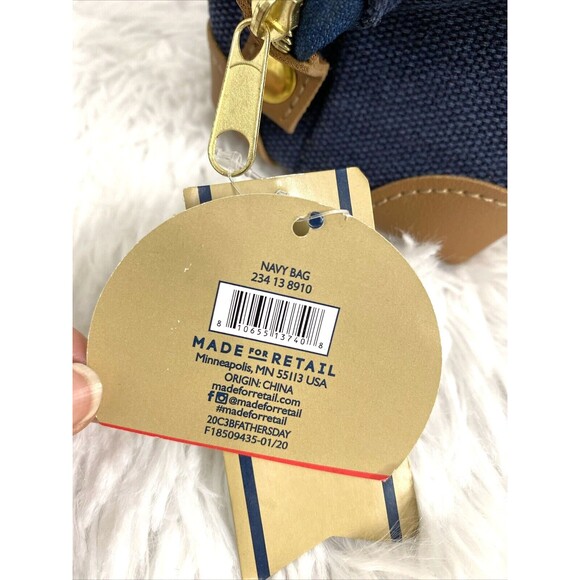 NAVY BAG
234 13 8910
8 10655 13740 8
MADE FOR RETAIL
Minneapolis, MN 55113 USA
ORIGIN: CHINA
madeforretail.com
@madeforretail
#madeforretail
20C3BFATHERSDAY
F18509435-01/20